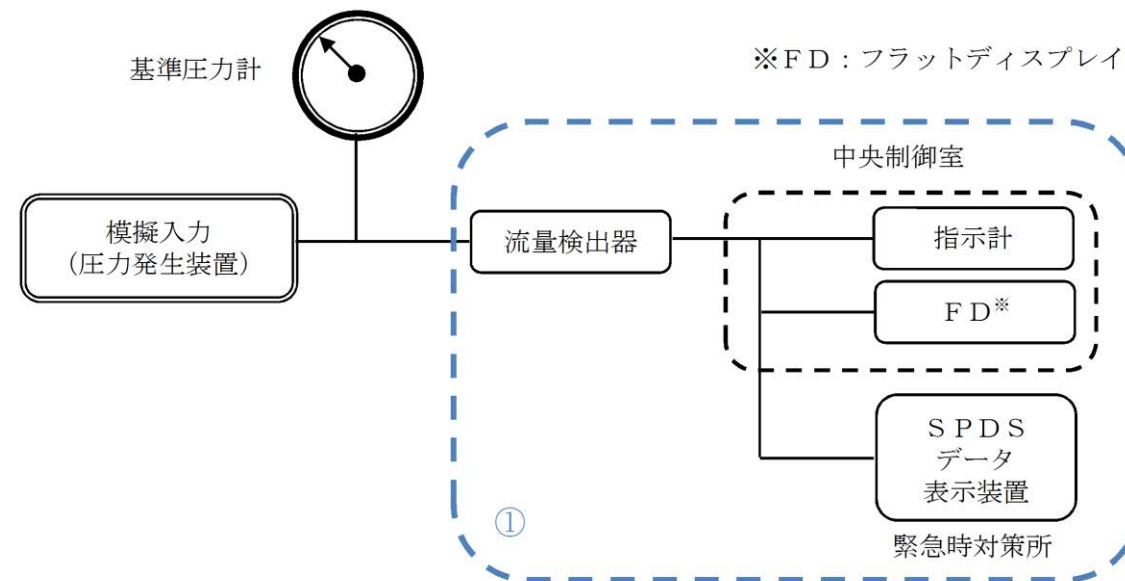 基準圧力計
※ＦＤ：フラットディスプレイ
中央制御室
模擬入力
（圧力発生装置）
流量検出器
指示計
ＦＤ※
ＳＰＤＳ
データ
表示装置
①
緊急時対策所